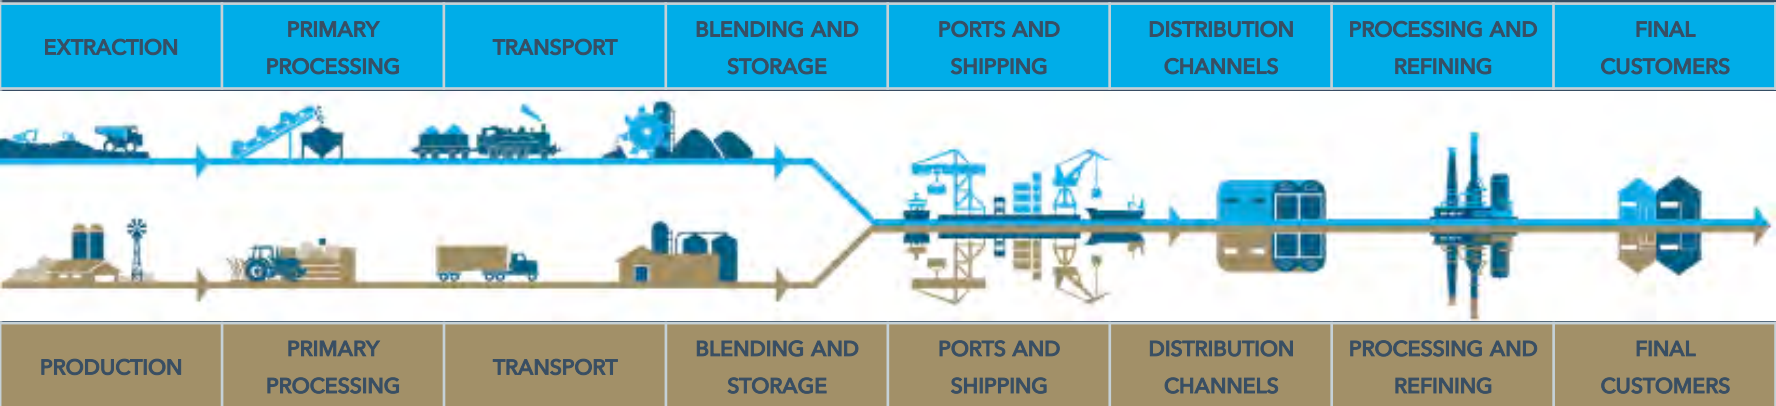 EXTRACTION
PRIMARY
PROCESSING
TRANSPORT
BLENDING AND
STORAGE
PORTS AND
SHIPPING
DISTRIBUTION
CHANNELS
PROCESSING AND
REFINING
FINAL
CUSTOMERS
PRODUCTION
PRIMARY
PROCESSING
TRANSPORT
BLENDING AND
STORAGE
PORTS AND
SHIPPING
DISTRIBUTION
CHANNELS
PROCESSING AND
REFINING
FINAL
CUSTOMERS